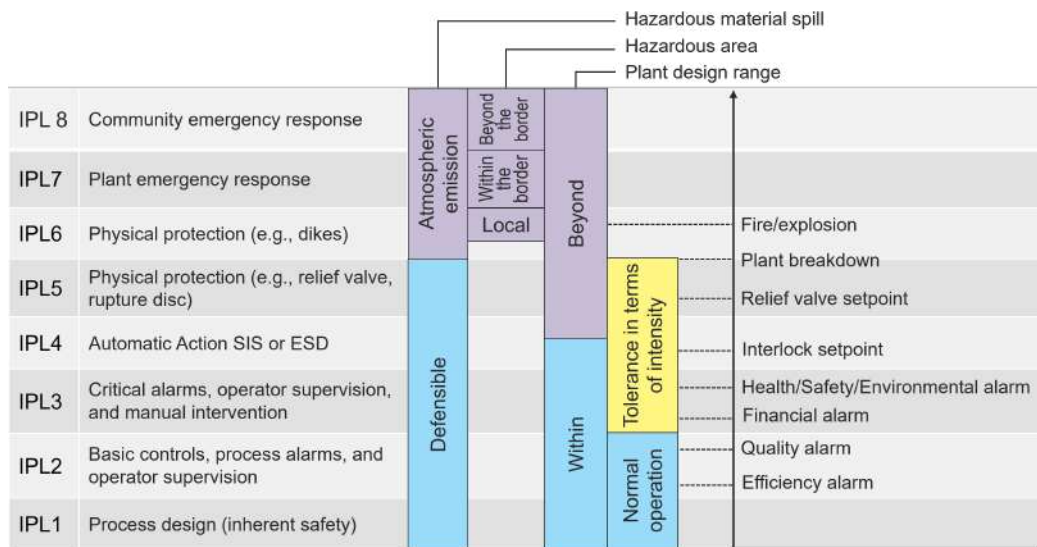 Hazardous material spill
Hazardous area
Plant design range
IPL 8
Community emergency response
IPL7
Plant emergency response
IPL6
Physical protection (e.g., dikes)
IPL5
Physical protection (e.g., relief valve,
rupture disc)
IPL4
Automatic Action SIS or ESD
IPL3
Critical alarms, operator supervision,
and manual intervention
IPL2
Basic controls, process alarms, and
operator supervision
IPL1
Process design (inherent safety)
Atmospheric
emission
Defensible
Beyond
the
border
Within
the
border
Local
Beyond
Within
Tolerance in terms
of intensity
Normal
operation
Fire/explosion
Plant breakdown
Relief valve setpoint
Interlock setpoint
Health/Safety/Environmental alarm
Financial alarm
Quality alarm
Efficiency alarm